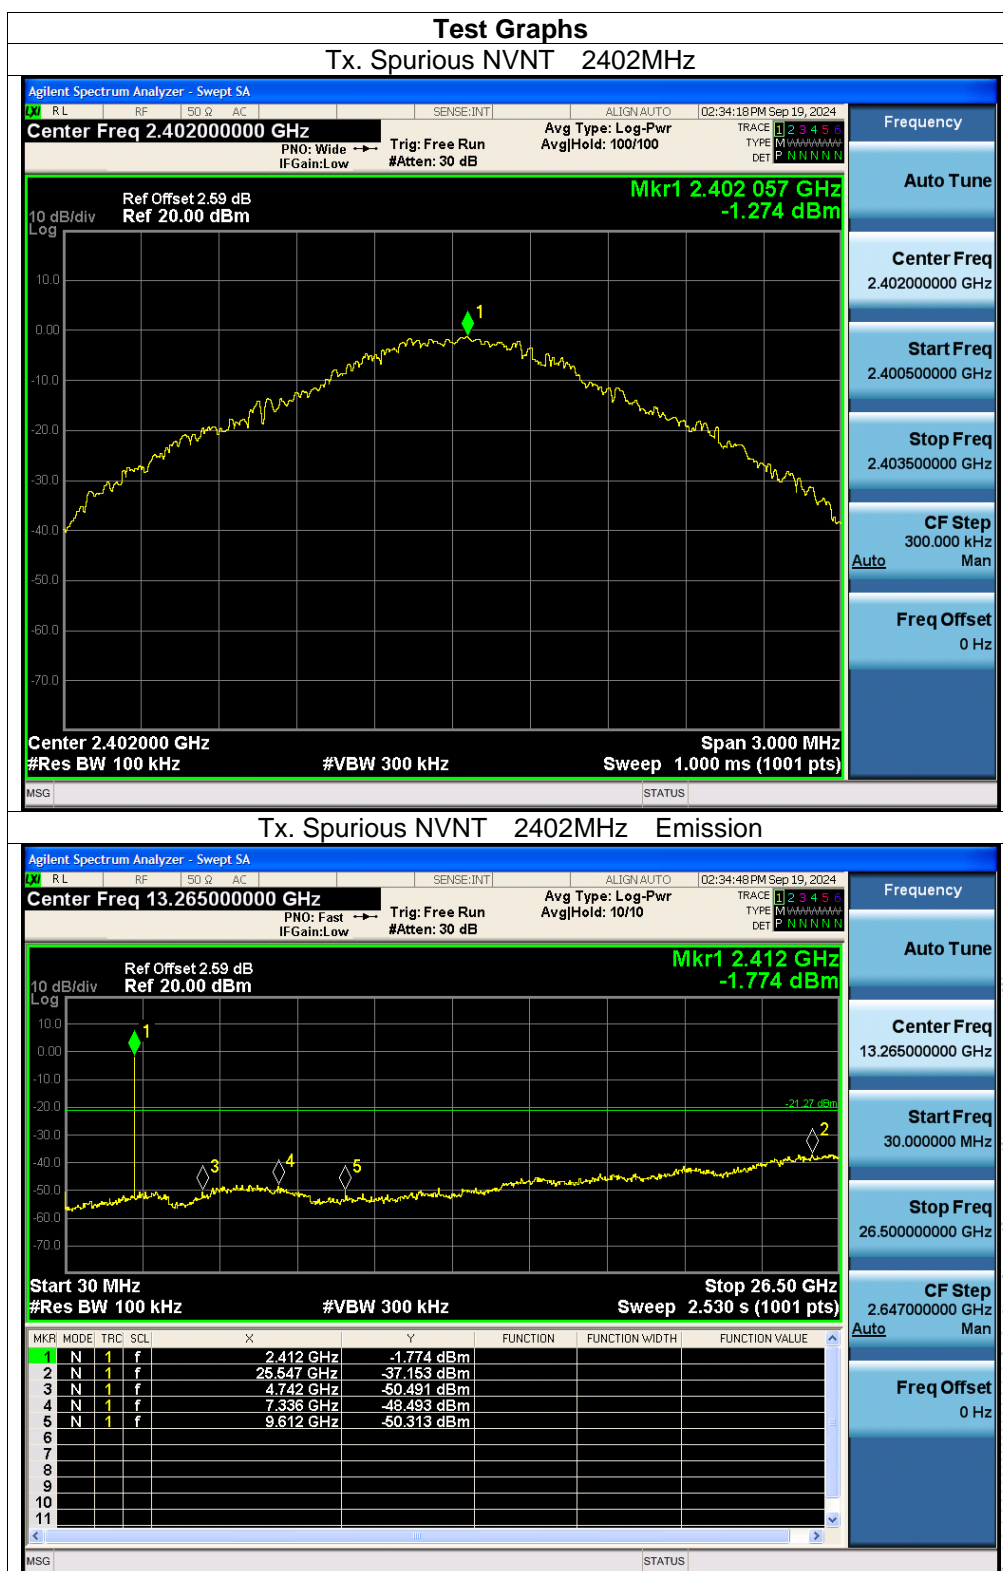 Test Graphs
Tx. Spurious NVNT 2402MHz
Agilent Spectrum Analyzer - Swept SA
LXI RL RF 50 Ω AC SENSE:INT ALIGN AUTO 02:34:18 PM Sep 19, 2024
Center Freq 2.402000000 GHz
PNO: Wide
IFGain:Low
Trig: Free Run
#Atten: 30 dB
Avg Type: Log-Pwr
Avg|Hold: 100/100
TRACE 1 2 3 4 5 6
TYPE M WWWWW
DET P N N N N N
Frequency
Auto Tune
Center Freq
2.402000000 GHz
Start Freq
2.400500000 GHz
Stop Freq
2.403500000 GHz
CF Step
300.000 kHz
Auto Man
Freq Offset
0 Hz
Mkr1 2.402 057 GHz
-1.274 dBm
Ref Offset 2.59 dB
10 dB/div Ref 20.00 dBm
Log
10.0
0.00
-10.0
-20.0
-30.0
-40.0
-50.0
-60.0
-70.0
1
Center 2.402000 GHz Span 3.000 MHz
#Res BW 100 kHz #VBW 300 kHz Sweep 1.000 ms (1001 pts)
MSG STATUS
Tx. Spurious NVNT 2402MHz Emission
Agilent Spectrum Analyzer - Swept SA
LXI RL RF 50 Ω AC SENSE:INT ALIGN AUTO 02:34:48 PM Sep 19, 2024
Center Freq 13.265000000 GHz
PNO: Fast
IFGain:Low
Trig: Free Run
#Atten: 30 dB
Avg Type: Log-Pwr
Avg|Hold: 10/10
TRACE 1 2 3 4 5 6
TYPE M WWWWW
DET P N N N N N
Frequency
Auto Tune
Center Freq
13.265000000 GHz
Start Freq
30.000000 MHz
Stop Freq
26.500000000 GHz
CF Step
2.647000000 GHz
Auto Man
Freq Offset
0 Hz
Mkr1 2.412 GHz
-1.774 dBm
Ref Offset 2.59 dB
10 dB/div Ref 20.00 dBm
Log
10.0
0.00
-10.0
-20.0
-30.0
-40.0
-50.0
-60.0
-70.0
1
-21.27 dBm
2
3
4
5
Start 30 MHz Stop 26.50 GHz
#Res BW 100 kHz #VBW 300 kHz Sweep 2.530 s (1001 pts)
MKR MODE TRC SCL X Y FUNCTION FUNCTION WIDTH FUNCTION VALUE
1 N 1 f 2.412 GHz -1.774 dBm
2 N 1 f 25.547 GHz -37.153 dBm
3 N 1 f 4.742 GHz -50.491 dBm
4 N 1 f 7.336 GHz -48.493 dBm
5 N 1 f 9.612 GHz -50.313 dBm
6
7
8
9
10
11
MSG STATUS